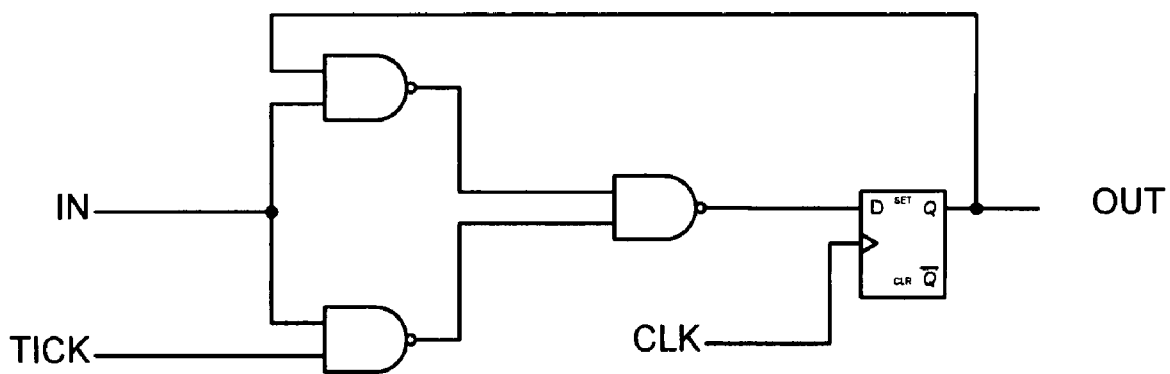 IN
TICK
CLK
D SET Q
CLR Q̅
OUT